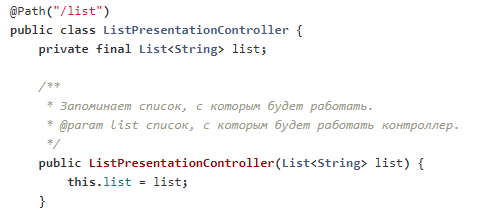 @Path("/list")
public class ListPresentationController {
    private final List<String> list;

    /**
     * Запоминает список, с которым будет работать.
     * @param list список, с которым будет работать контроллер.
     */
    public ListPresentationController(List<String> list) {
        this.list = list;
    }